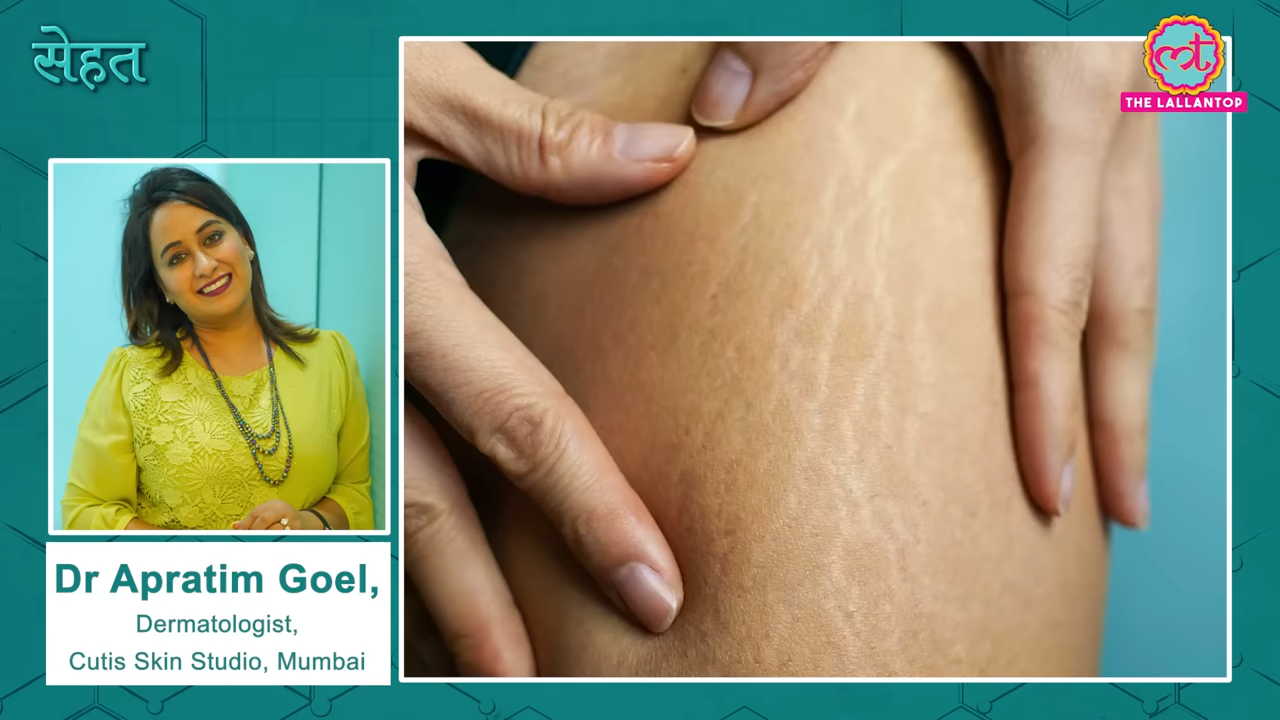 सेहत
THE LALLANTOP
Dr Apratim Goel,
Dermatologist,
Cutis Skin Studio, Mumbai